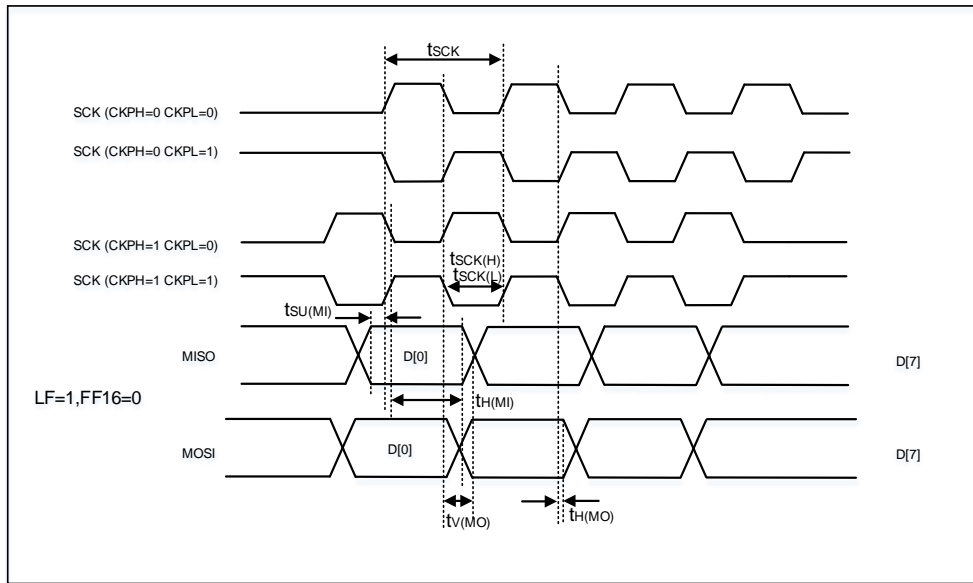 tSCK
SCK (CKPH=0 CKPL=0)
SCK (CKPH=0 CKPL=1)
SCK (CKPH=1 CKPL=0)
tSCK(H)
SCK (CKPH=1 CKPL=1)
tSCK(L)
tSU(MI)
MISO
D[0]
D[7]
LF=1,FF16=0
tH(MI)
MOSI
D[0]
D[7]
tV(MO)
tH(MO)